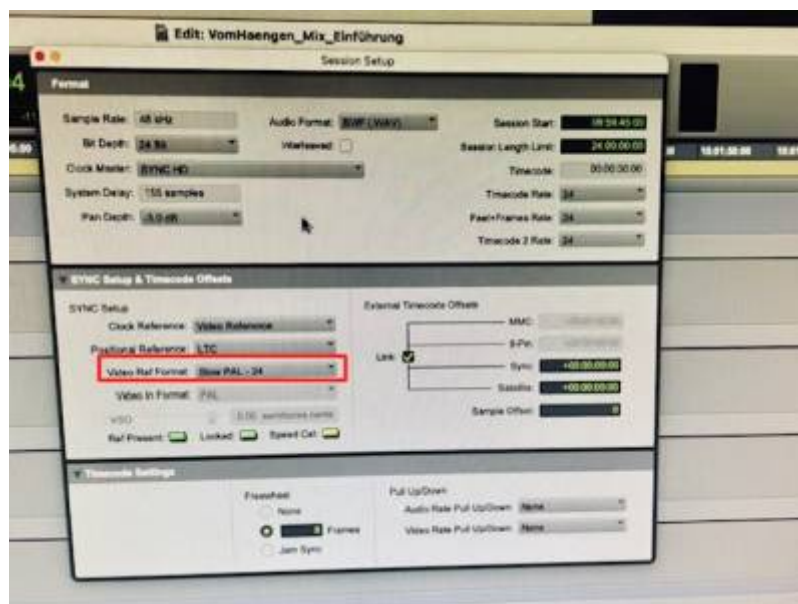 Edit: VomHaengen_Mix_Einführung
Session Setup
Format
Sample Rate: 48 kHz
Bit Depth: 24 Bit
Clock Master: SYNC HD
System Delay: 155 samples
Pan Depth: -3.0 dB
Audio Format: BWF (.WAV)
Interleaved:
Session Start: 09:59:45:00
Session Length Limit: 24:00:00:00
Timecode: 00:00:30:00
Timecode Rate: 24
Feet+Frames Rate: 24
Timecode 2 Rate: 24
SYNC Setup & Timecode Offsets
SYNC Setup
Clock Reference: Video Reference
Positional Reference: LTC
Video Ref Format: Slow PAL - 24
Video In Format: PAL
VSO
0.00 semitones/cents
Ref Present: Locked: Speed Cal:
External Timecode Offsets
Link:
MMC:
9-Pin:
Sync: +00:00:00:00
Satellite: +00:00:00:00
Sample Offset: 0
Timecode Settings
Freewheel
None
Frames
Jam Sync
Pull Up/Down
Audio Rate Pull Up/Down: None
Video Rate Pull Up/Down: None